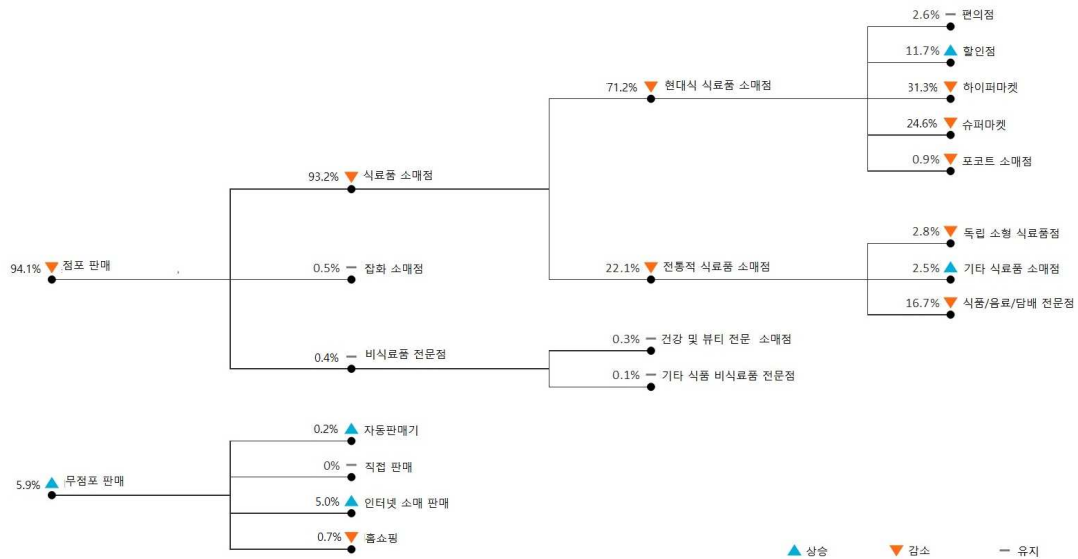 2.6% 편의점
11.7% 할인점
71.2% 현대식 식료품 소매점
31.3% 하이퍼마켓
24.6% 슈퍼마켓
0.9% 포코트 소매점
93.2% 식료품 소매점
2.8% 독립 소형 식료품점
94.1% 점포 판매
0.5% 잡화 소매점
22.1% 전통적 식료품 소매점
2.5% 기타 식료품 소매점
16.7% 식품/음료/담배 전문점
0.4% 비식료품 전문점
0.3% 건강 및 뷰티 전문 소매점
0.1% 기타 식품 비식료품 전문점
0.2% 자동판매기
0% 직접 판매
5.9% 무점포 판매
5.0% 인터넷 소매 판매
0.7% 홈쇼핑
상승 감소 유지